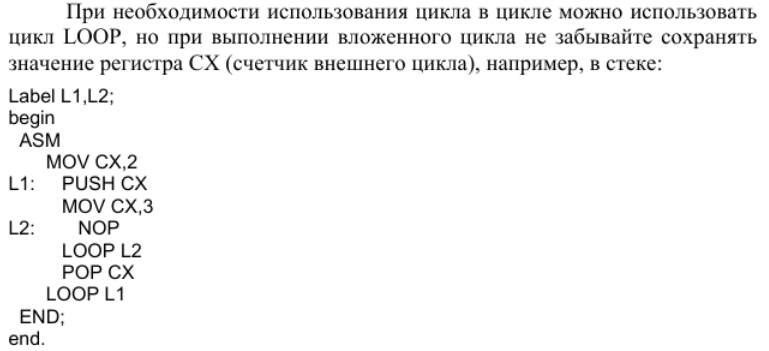 При необходимости использования цикла в цикле можно использовать
цикл LOOP, но при выполнении вложенного цикла не забывайте сохранять
значение регистра CX (счетчик внешнего цикла), например, в стеке:
Label L1,L2;
begin
ASM
MOV CX,2
L1: PUSH CX
MOV CX,3
L2: NOP
LOOP L2
POP CX
LOOP L1
END;
end.